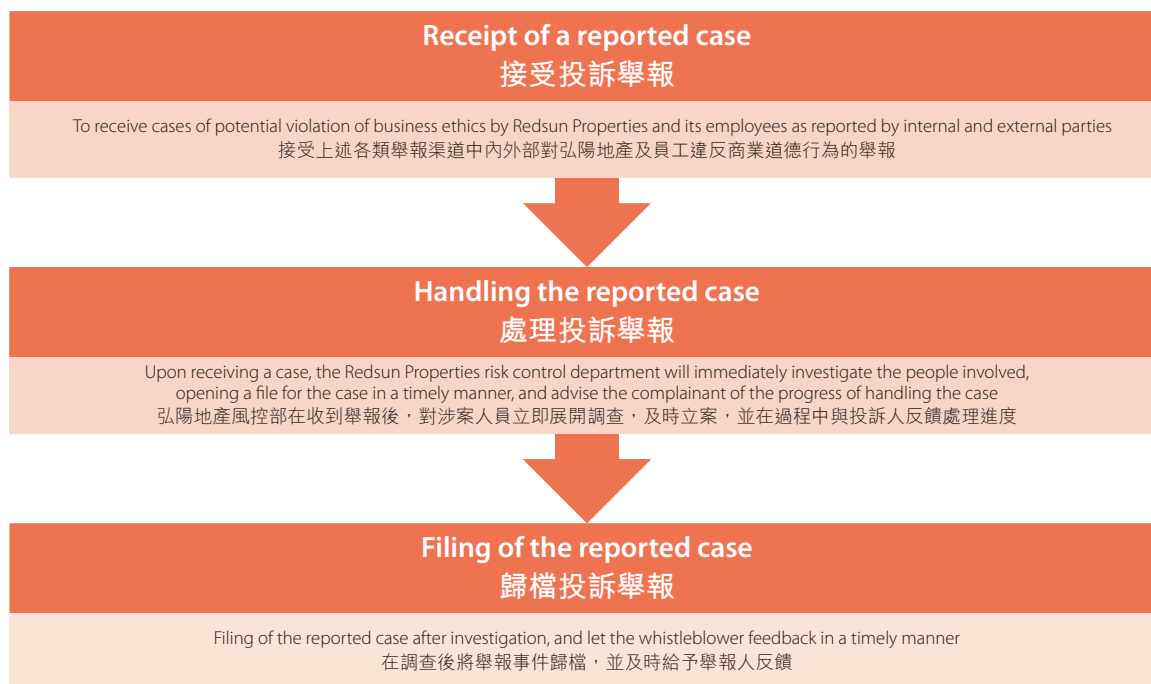 Receipt of a reported case
接受投訴舉報
To receive cases of potential violation of business ethics by Redsun Properties and its employees as reported by internal and external parties
接受上述各類舉報渠道中內外部對弘陽地產及員工違反商業道德行為的舉報
Handling the reported case
處理投訴舉報
Upon receiving a case, the Redsun Properties risk control department will immediately investigate the people involved,
opening a file for the case in a timely manner, and advise the complainant of the progress of handling the case
弘陽地產風控部在收到舉報後，對涉案人員立即展開調查，及時立案，並在過程中與投訴人反饋處理進度
Filing of the reported case
歸檔投訴舉報
Filing of the reported case after investigation, and let the whistleblower feedback in a timely manner
在調查後將舉報事件歸檔，並及時給予舉報人反饋